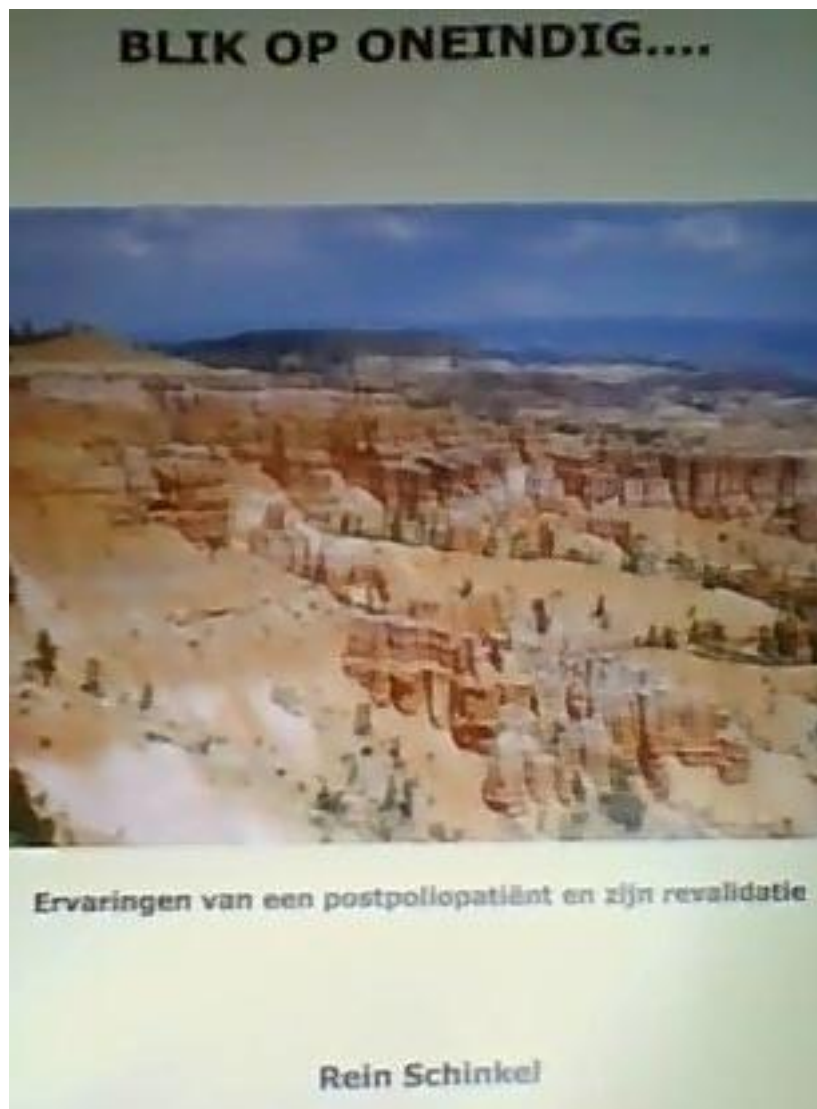 BLIK OP ONEINDIG....
Ervaringen van een postpoliopatiënt en zijn revalidatie
Rein Schinkel